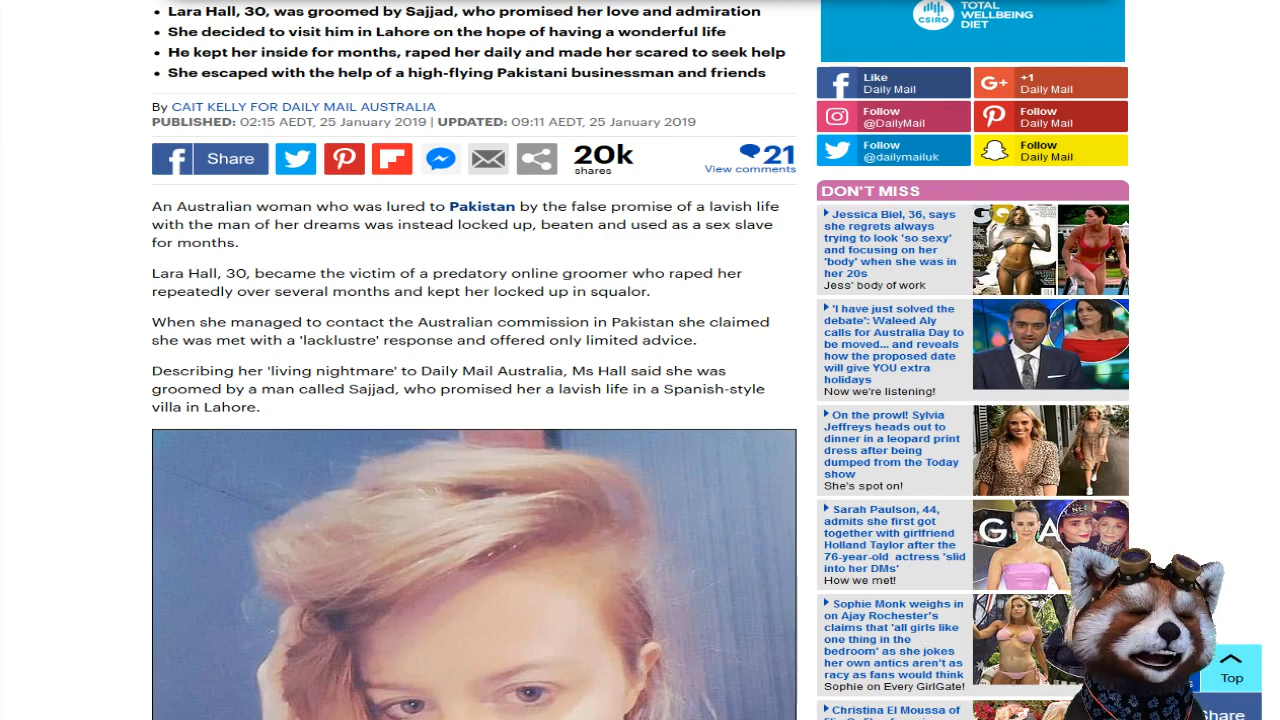 • Lara Hall, 30, was groomed by Sajjad, who promised her love and admiration
• She decided to visit him in Lahore on the hope of having a wonderful life
• He kept her inside for months, raped her daily and made her scared to seek help
• She escaped with the help of a high-flying Pakistani businessman and friends
By CAIT KELLY FOR DAILY MAIL AUSTRALIA
PUBLISHED: 02:15 AEDT, 25 January 2019 | UPDATED: 09:11 AEDT, 25 January 2019
Share
20k
shares
21
View comments
An Australian woman who was lured to Pakistan by the false promise of a lavish life
with the man of her dreams was instead locked up, beaten and used as a sex slave
for months.
Lara Hall, 30, became the victim of a predatory online groomer who raped her
repeatedly over several months and kept her locked up in squalor.
When she managed to contact the Australian commission in Pakistan she claimed
she was met with a 'lacklustre' response and offered only limited advice.
Describing her 'living nightmare' to Daily Mail Australia, Ms Hall said she was
groomed by a man called Sajjad, who promised her a lavish life in a Spanish-style
villa in Lahore.
CSIRO
TOTAL
WELLBEING
DIET
Like
Daily Mail
G+
+1
Daily Mail
Follow
@DailyMail
Follow
Daily Mail
Follow
@dailymailuk
Follow
Daily Mail
DON'T MISS
Jessica Biel, 36, says
she regrets always
trying to look 'so sexy'
and focusing on her
'body' when she was in
her 20s
Jess' body of work
GQ
'I have just solved the
debate': Waleed Aly
calls for Australia Day to
be moved... and reveals
how the proposed date
will give YOU extra
holidays
Now we're listening!
On the prowl! Sylvia
Jeffreys heads out to
dinner in a leopard print
dress after being
dumped from the Today
show
She's spot on!
Sarah Paulson, 44,
admits she first got
together with girlfriend
Holland Taylor after the
76-year-old actress 'slid
into her DMs'
How we met!
Sophie Monk weighs in
on Ajay Rochester's
claims that 'all girls like
one thing in the
bedroom' as she jokes
her own antics aren't as
racy as fans would think
Sophie on Every GirlGate!
Christina El Moussa of
Top
Share